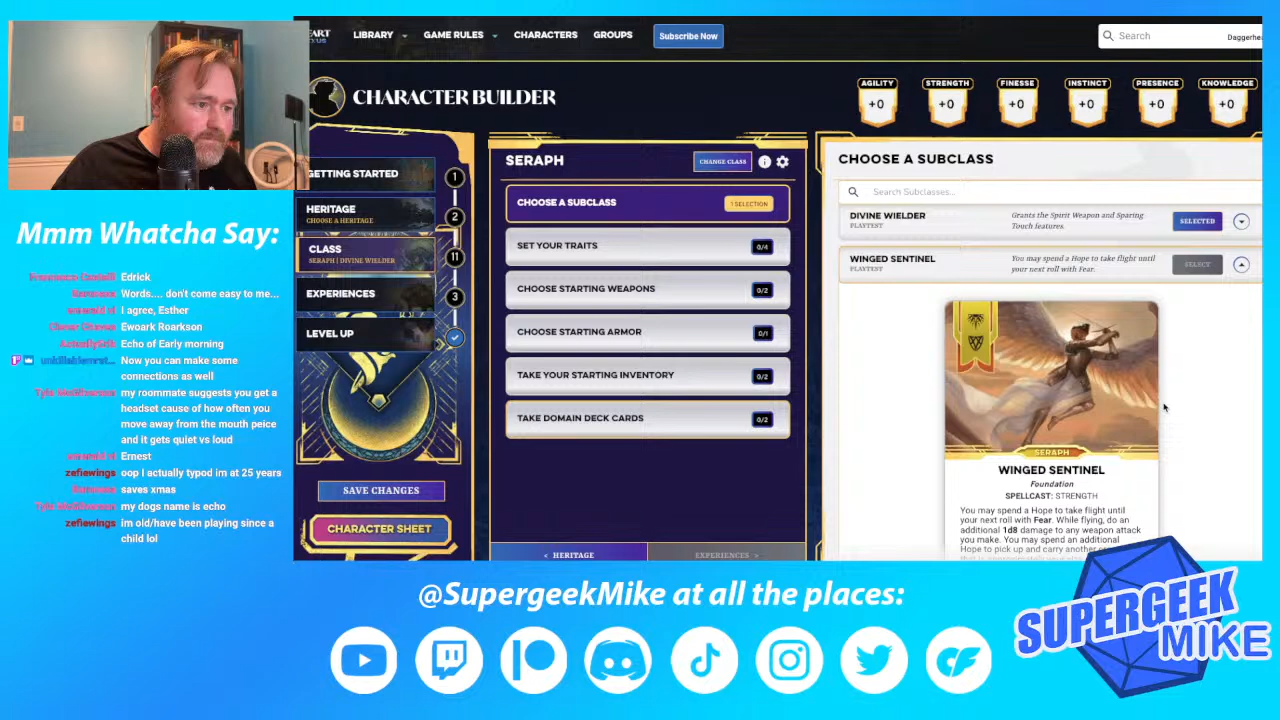 LIBRARY GAME RULES CHARACTERS GROUPS Subscribe Now Search
CHARACTER BUILDER
AGILITY STRENGTH FINESSE INSTINCT PRESENCE KNOWLEDGE
+0 +0 +0 +0 +0 +0
GETTING STARTED 1
HERITAGE 2
CHOOSE A HERITAGE
CLASS 11
SERAPH | DIVINE WIELDER
EXPERIENCES 3
LEVEL UP
SAVE CHANGES
CHARACTER SHEET
SERAPH CHANGE CLASS
CHOOSE A SUBCLASS 1 SELECTION
SET YOUR TRAITS 0/4
CHOOSE STARTING WEAPONS 0/2
CHOOSE STARTING ARMOR 0/1
TAKE YOUR STARTING INVENTORY 0/2
TAKE DOMAIN DECK CARDS 0/2
< HERITAGE EXPERIENCES >
CHOOSE A SUBCLASS
Search Subclasses...
DIVINE WIELDER
PLAYTEST
Grants the Spirit Weapon and Sparing
Touch features.
SELECTED
WINGED SENTINEL
PLAYTEST
You may spend a Hope to take flight until
your next roll with Fear.
SELECT
SERAPH
WINGED SENTINEL
Foundation
SPELLCAST: STRENGTH
You may spend a Hope to take flight until
your next roll with Fear. While flying, do an
additional 1d8 damage to any weapon attack
you make. You may spend an additional
Hope to pick up and carry another
Mmm Whatcha Say:
Edrick
Words.... don't come easy to me...
I agree, Esther
Ewoark Roarkson
Echo of Early morning
Now you can make some
connections as well
my roommate suggests you get a
headset cause of how often you
move away from the mouth peice
and it gets quiet vs loud
Ernest
zefiewings oop I actually typod im at 25 years
saves xmas
my dogs name is echo
zefiewings im old/have been playing since a
child lol
@SupergeekMike at all the places:
SUPERGEEK
MIKE